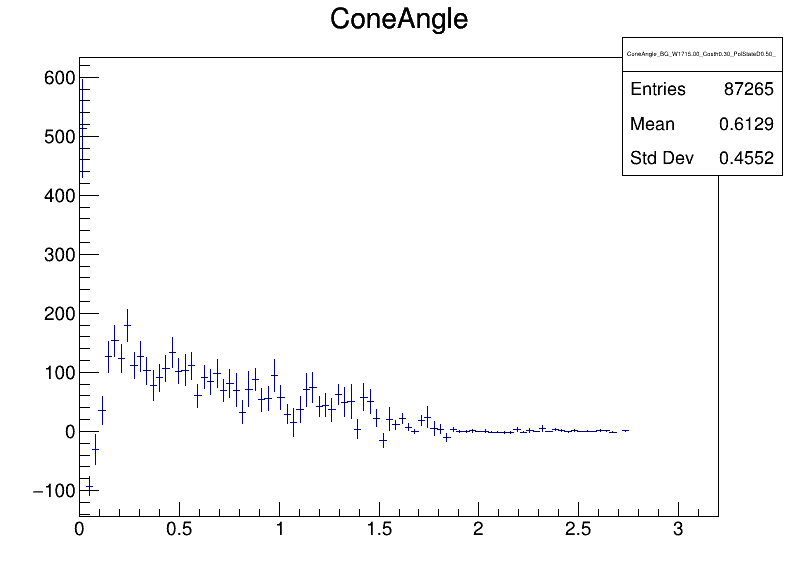 ConeAngle
ConeAngle_BG_W1715.00_Costh0.30_PolStateD0.50_
Entries 87265
Mean 0.6129
Std Dev 0.4552
600
500
400
300
200
100
0
−100
0 0.5 1 1.5 2 2.5 3